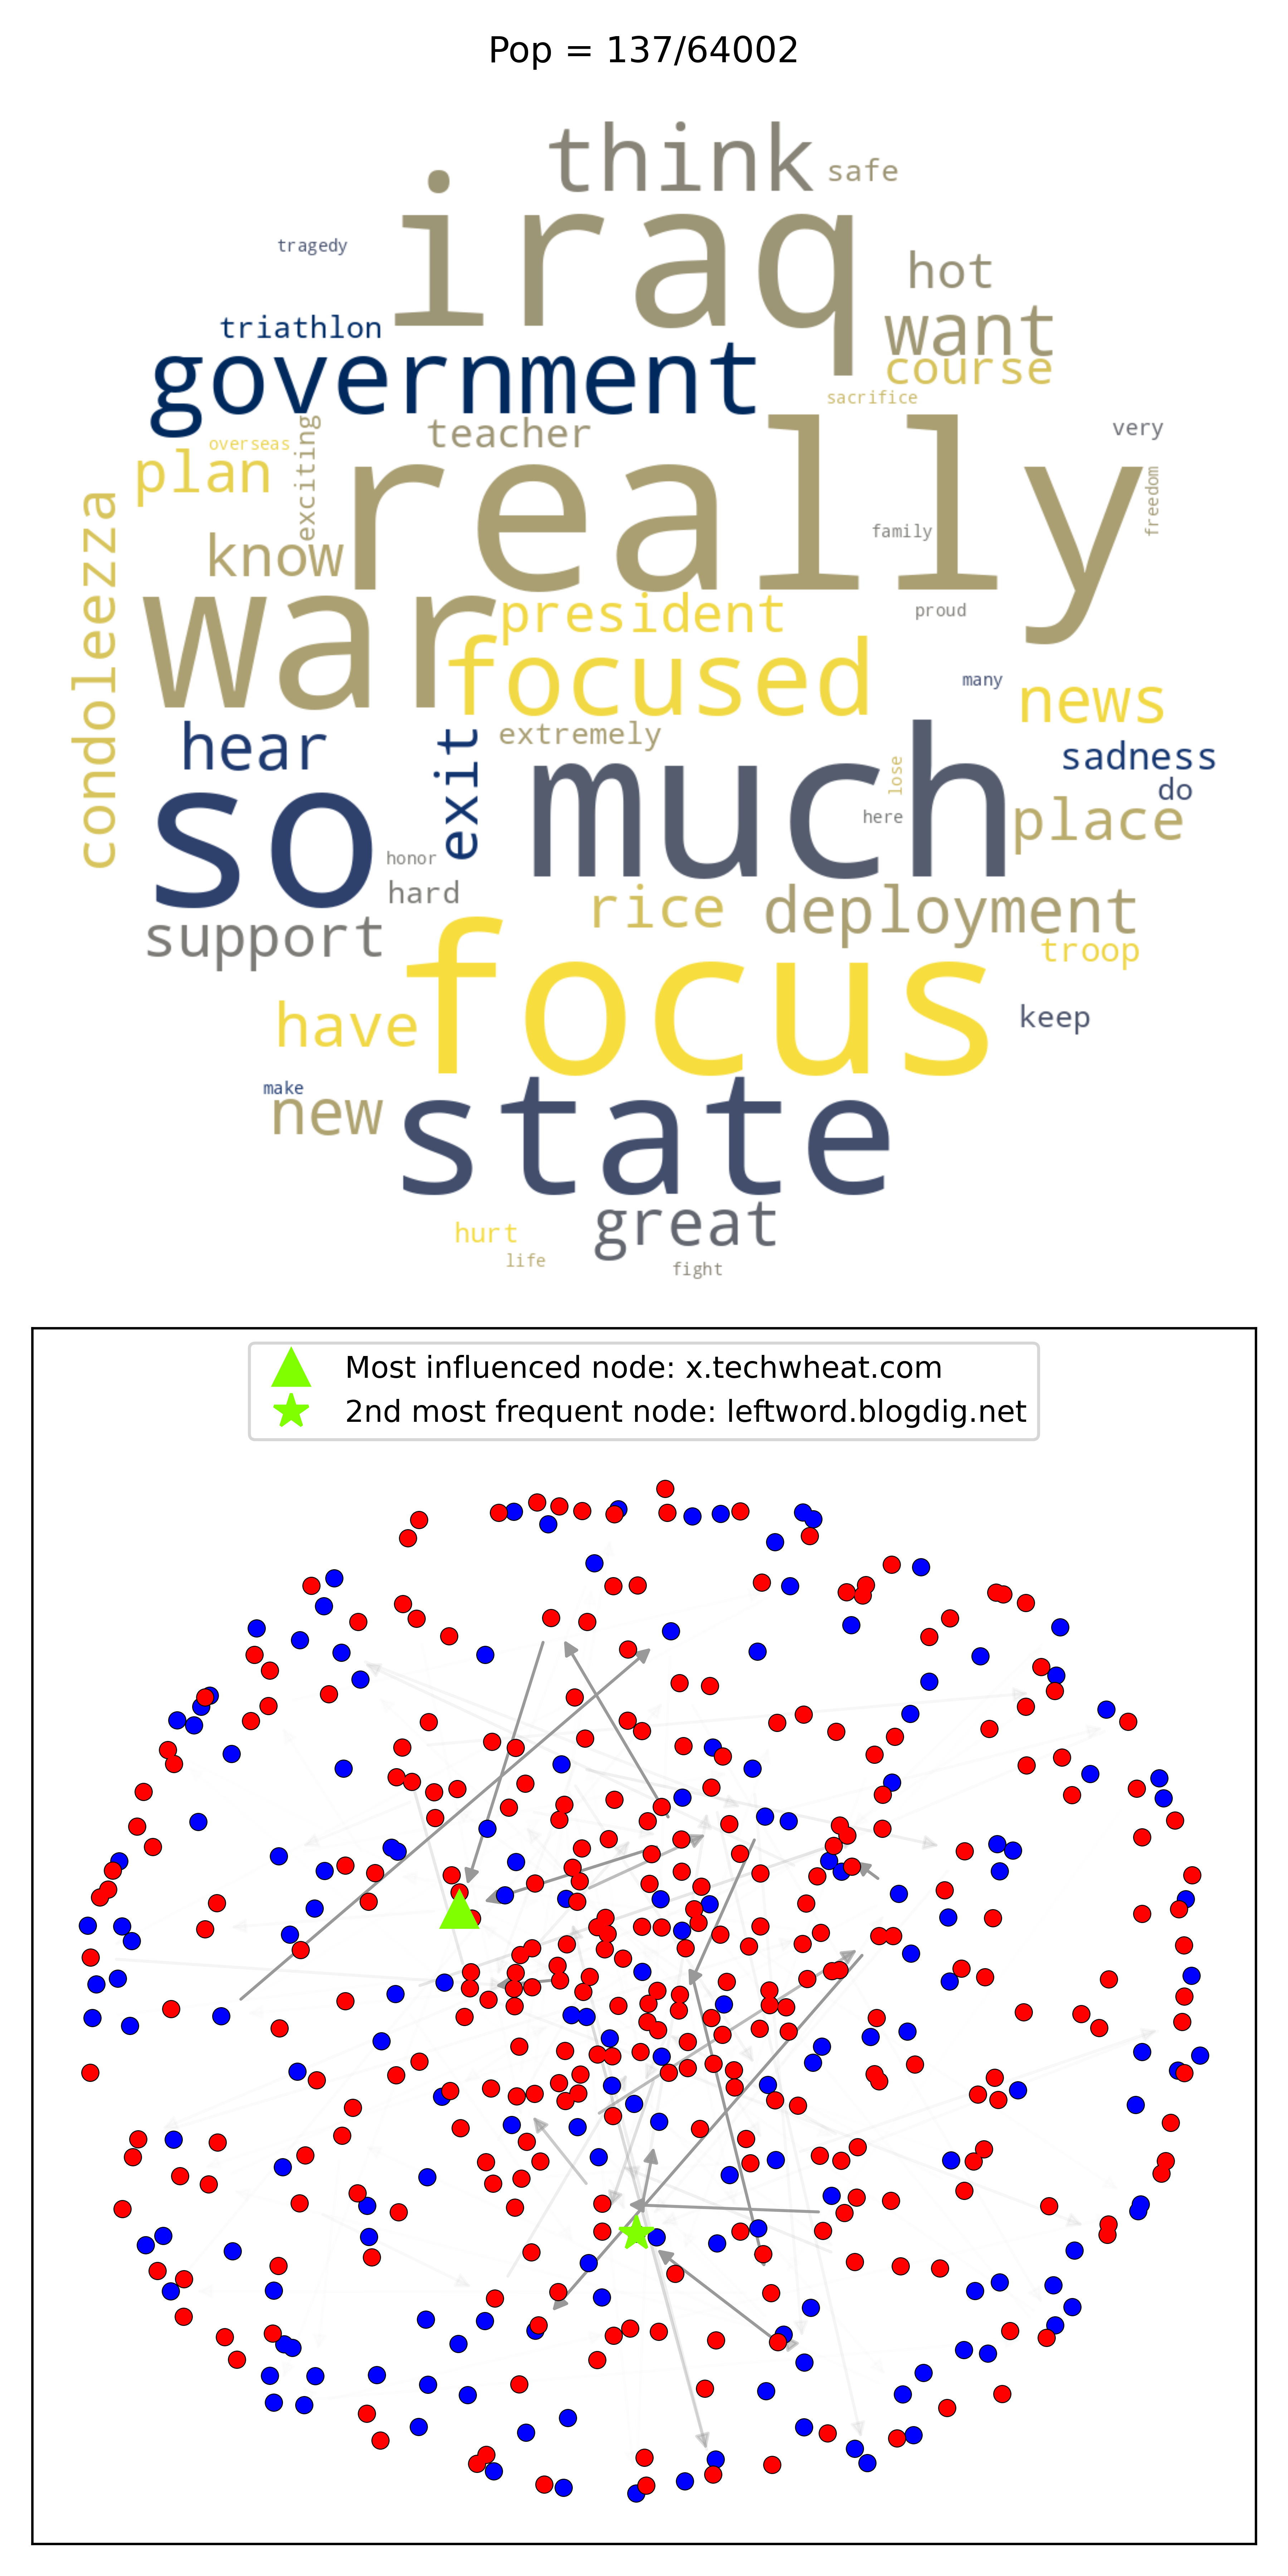 Pop = 137/64002
think
safe
iraq
tragedy
hot
triathlon
want
government
course
sacrifice
teacher
very
overseas
exciting
plan
really
freedom
condoleezza
family
know
war
president
proud
focused
many
news
hear
exit
extremely
sadness
much
lose
do
so
here
place
honor
hard
rice
deployment
support
troop
focus
have
keep
make
new
state
great
hurt
life
fight
Most influenced node: x.techwheat.com
2nd most frequent node: leftword.blogdig.net